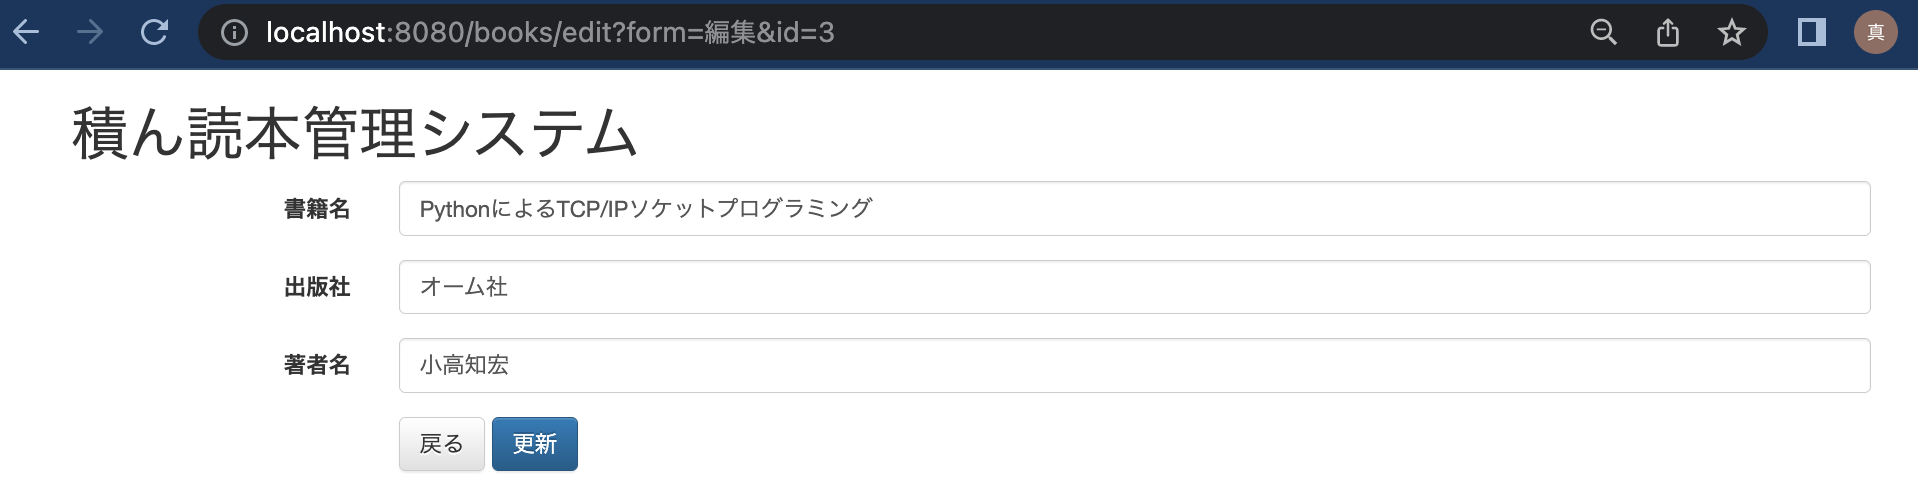 localhost:8080/books/edit?form=編集&id=3
真
積ん読本管理システム
書籍名 PythonによるTCP/IPソケットプログラミング
出版社 オーム社
著者名 小高知宏
戻る 更新